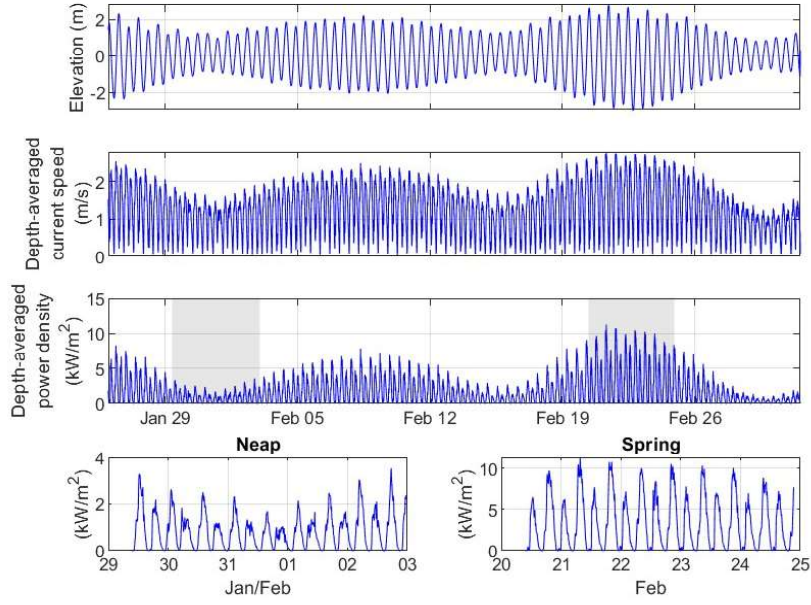 Elevation (m)
2
0
-2
Depth-averaged
current speed
(m/s)
2
1
0
Depth-averaged
power density
(kW/m²)
15
10
5
0
Jan 29
Feb 05
Feb 12
Feb 19
Feb 26
Neap
(kW/m²)
4
2
0
29
30
31
01
02
03
Jan/Feb
Spring
(kW/m²)
10
5
0
20
21
22
23
24
25
Feb